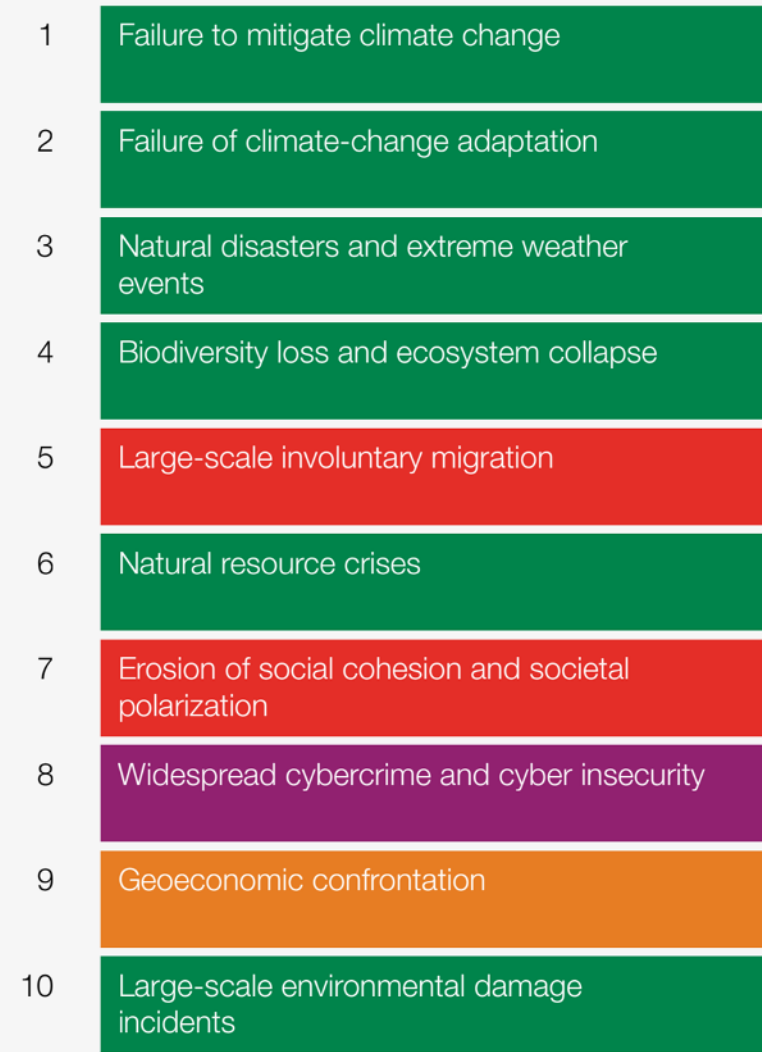 1 Failure to mitigate climate change
2 Failure of climate-change adaptation
3 Natural disasters and extreme weather
events
4 Biodiversity loss and ecosystem collapse
5 Large-scale involuntary migration
6 Natural resource crises
7 Erosion of social cohesion and societal
polarization
8 Widespread cybercrime and cyber insecurity
9 Geoeconomic confrontation
10 Large-scale environmental damage
incidents